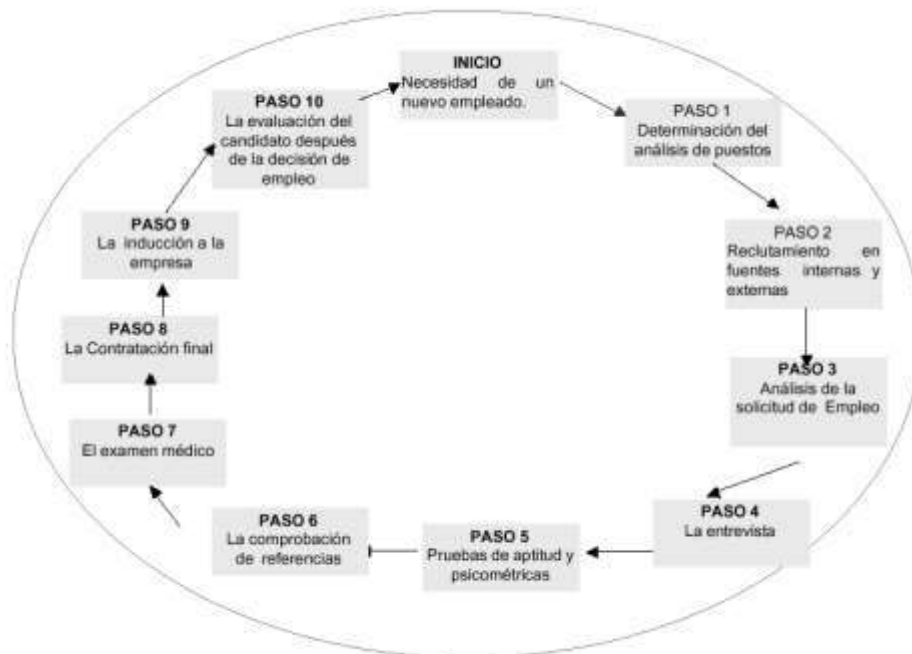 INICIO
Necesidad de un
nuevo empleado.
PASO 1
Determinación del
análisis de puestos
PASO 2
Reclutamiento en
fuentes internas y
externas
PASO 3
Análisis de la
solicitud de Empleo
PASO 4
La entrevista
PASO 5
Pruebas de aptitud y
psicométricas
PASO 6
La comprobación
de referencias
PASO 7
El examen médico
PASO 8
La Contratación final
PASO 9
La inducción a la
empresa
PASO 10
La evaluación del
candidato después
de la decisión de
empleo